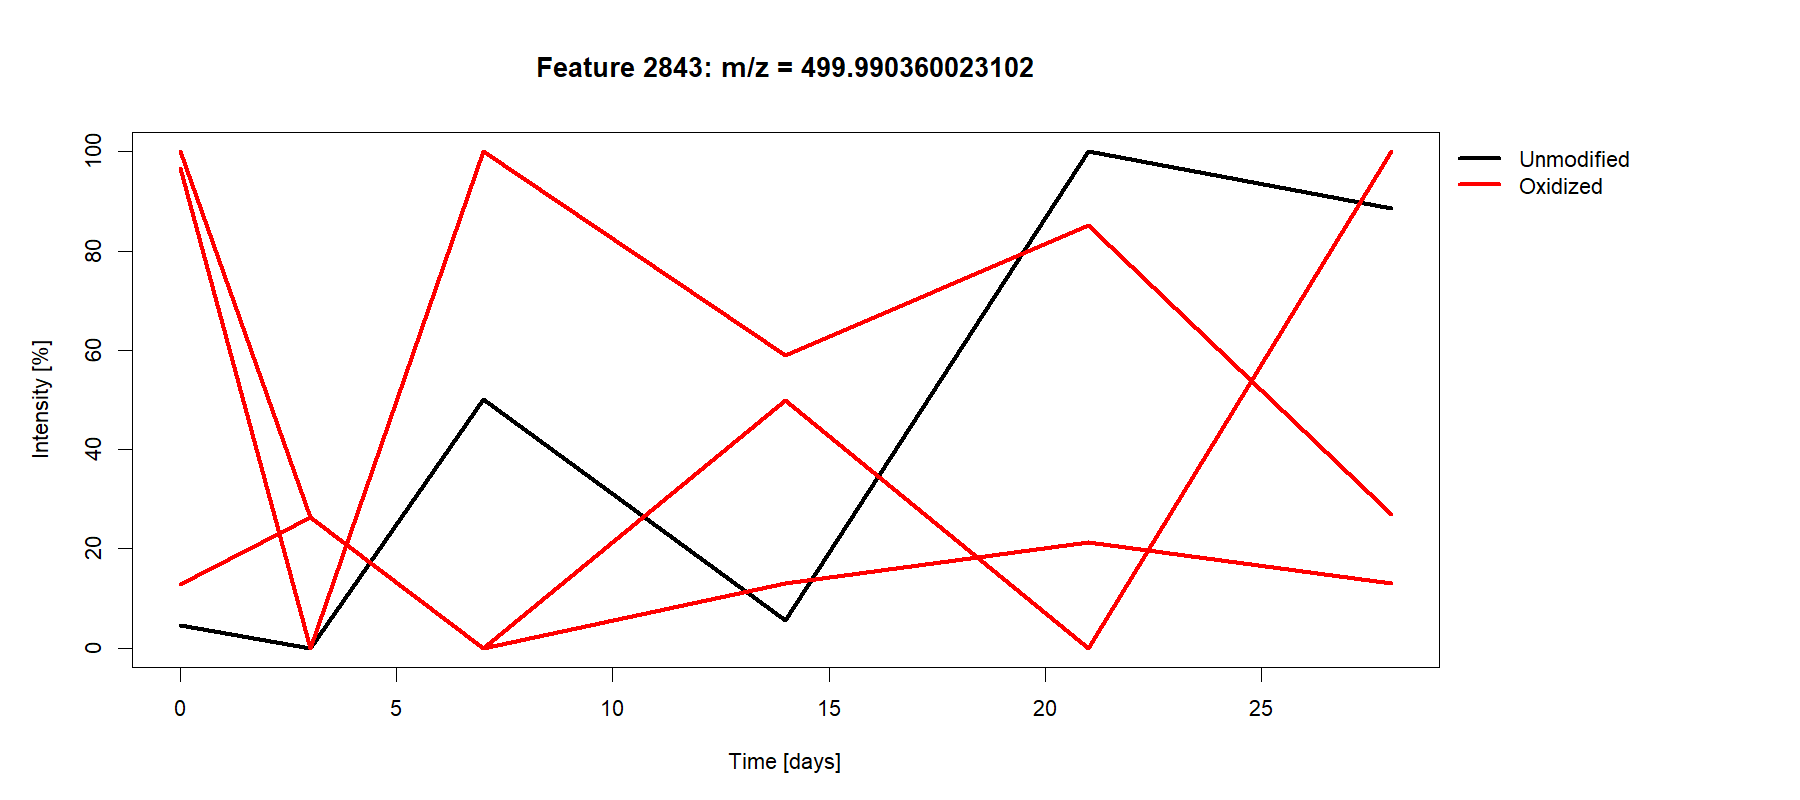 Feature 2843: m/z = 499.990360023102
Unmodified
Oxidized
100
80
60
40
20
0
Intensity [%]
0 5 10 15 20 25
Time [days]